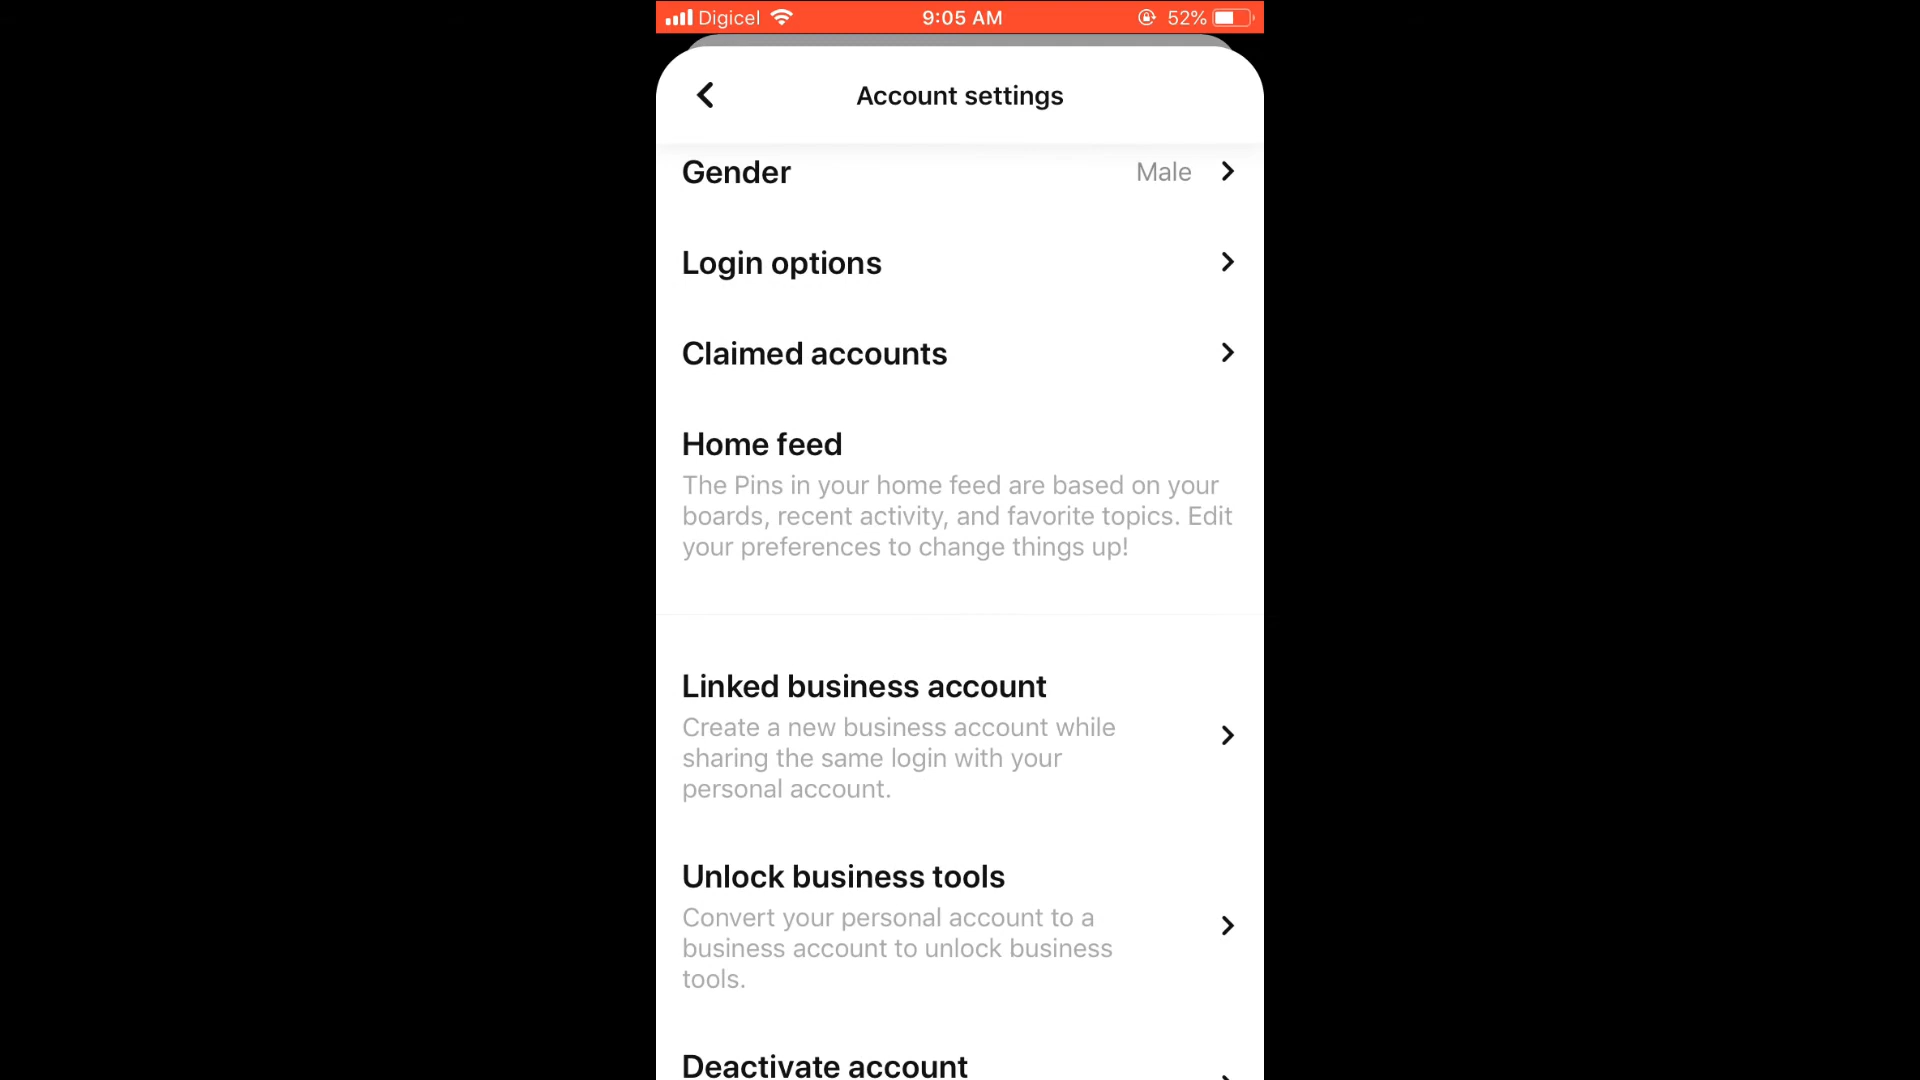 Digicel 9:05 AM 52%
Account settings
Gender Male
Login options
Claimed accounts
Home feed
The Pins in your home feed are based on your
boards, recent activity, and favorite topics. Edit
your preferences to change things up!
Linked business account
Create a new business account while
sharing the same login with your
personal account.
Unlock business tools
Convert your personal account to a
business account to unlock business
tools.
Deactivate account